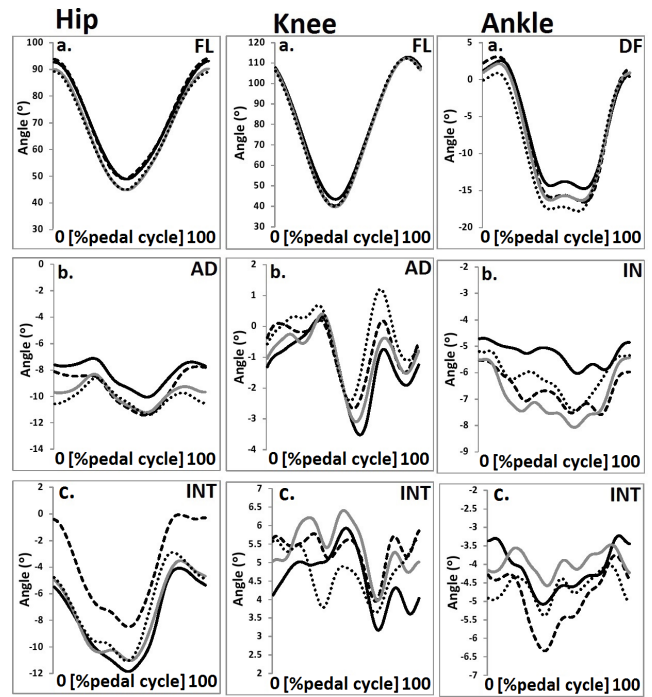 Hip Knee Ankle
a. FL
100
90
80
70
60
50
40
30
Angle (°)
0 [%pedal cycle] 100
a. FL
120
110
100
90
80
70
60
50
40
30
Angle (°)
0 [%pedal cycle] 100
a. DF
5
0
-5
-10
-15
-20
Angle (°)
0 [%pedal cycle] 100
b. AD
0
-2
-4
-6
-8
-10
-12
-14
Angle (°)
0 [%pedal cycle] 100
b. AD
2
1
0
-1
-2
-3
-4
Angle (°)
0 [%pedal cycle] 100
b. IN
-2
-3
-4
-5
-6
-7
-8
-9
Angle (°)
0 [%pedal cycle] 100
c. INT
2
0
-2
-4
-6
-8
-10
-12
Angle (°)
0 [%pedal cycle] 100
c. INT
7
6.5
6
5.5
5
4.5
4
3.5
3
2.5
2
Angle (°)
0 [%pedal cycle] 100
c. INT
-2
-2.5
-3
-3.5
-4
-4.5
-5
-5.5
-6
-6.5
-7
Angle (°)
0 [%pedal cycle] 100